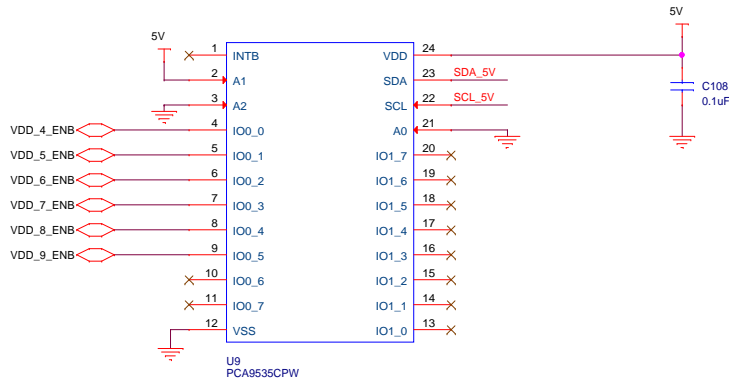 5V
5V
1
INTB
VDD
24
2
A1
SDA
23
SDA_5V
C108
0.1uF
3
A2
SCL
22
SCL_5V
VDD_4_ENB
4
IO0_0
A0
21
VDD_5_ENB
5
IO0_1
IO1_7
20
VDD_6_ENB
6
IO0_2
IO1_6
19
VDD_7_ENB
7
IO0_3
IO1_5
18
VDD_8_ENB
8
IO0_4
IO1_4
17
VDD_9_ENB
9
IO0_5
IO1_3
16
10
IO0_6
IO1_2
15
11
IO0_7
IO1_1
14
12
VSS
IO1_0
13
U9
PCA9535CPW